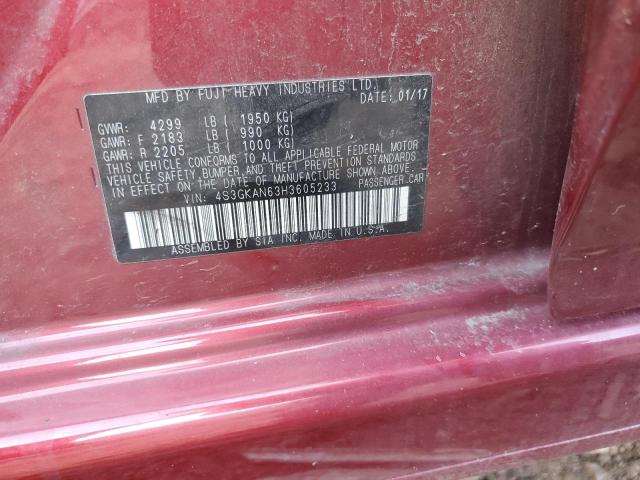 MFD BY FUJI HEAVY INDUSTRIES LTD.
DATE: 01/17
GVWR: 4299 LB ( 1950 KG)
GAWR: F 2183 LB ( 990 KG)
GAWR: R 2205 LB ( 1000 KG)
THIS VEHICLE CONFORMS TO ALL APPLICABLE FEDERAL MOTOR
VEHICLE SAFETY, BUMPER, AND THEFT PREVENTION STANDARDS
IN EFFECT ON THE DATE OF MANUFACTURE SHOWN ABOVE.
VIN: 4S3GKAN63H3605233 PASSENGER CAR
ASSEMBLED BY SIA INC. MADE IN U.S.A.